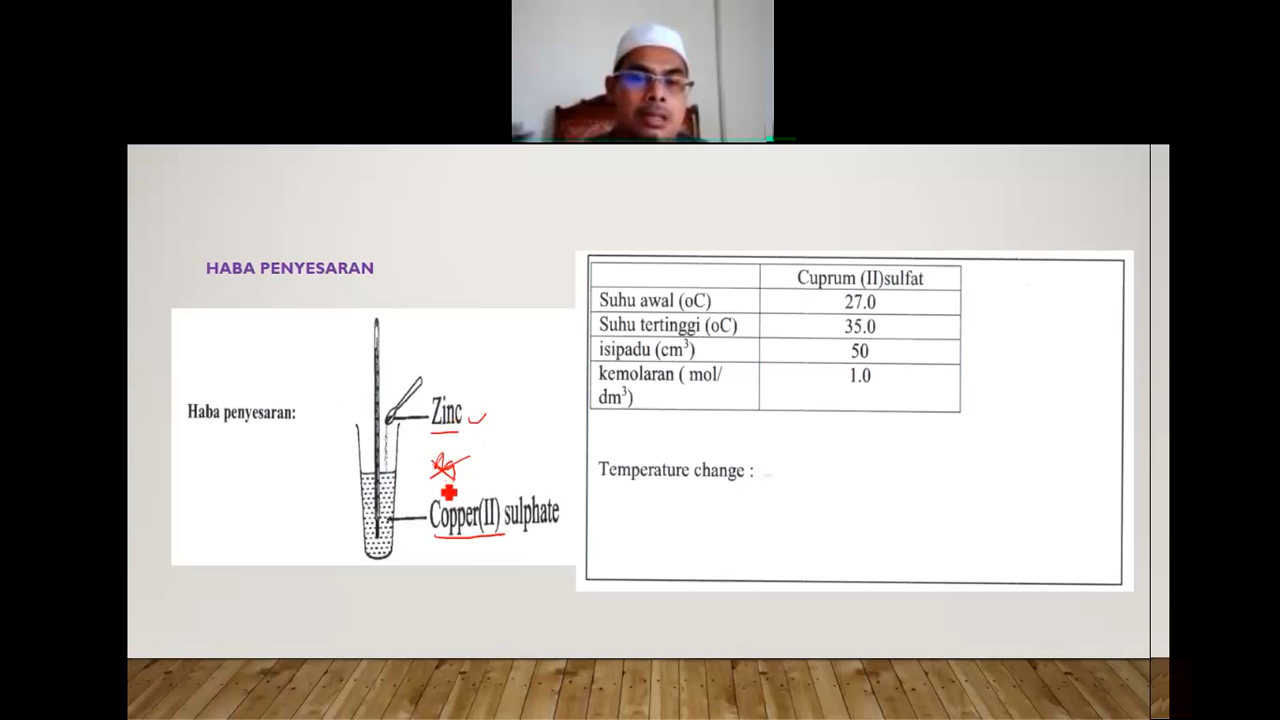 HABA PENYESARAN
Haba penyesaran:
Zinc
Copper(II) sulphate
Cuprum (II)sulfat
Suhu awal (oC) 27.0
Suhu tertinggi (oC) 35.0
isipadu (cm³) 50
kemolaran ( mol/ 1.0
dm³)
Temperature change :